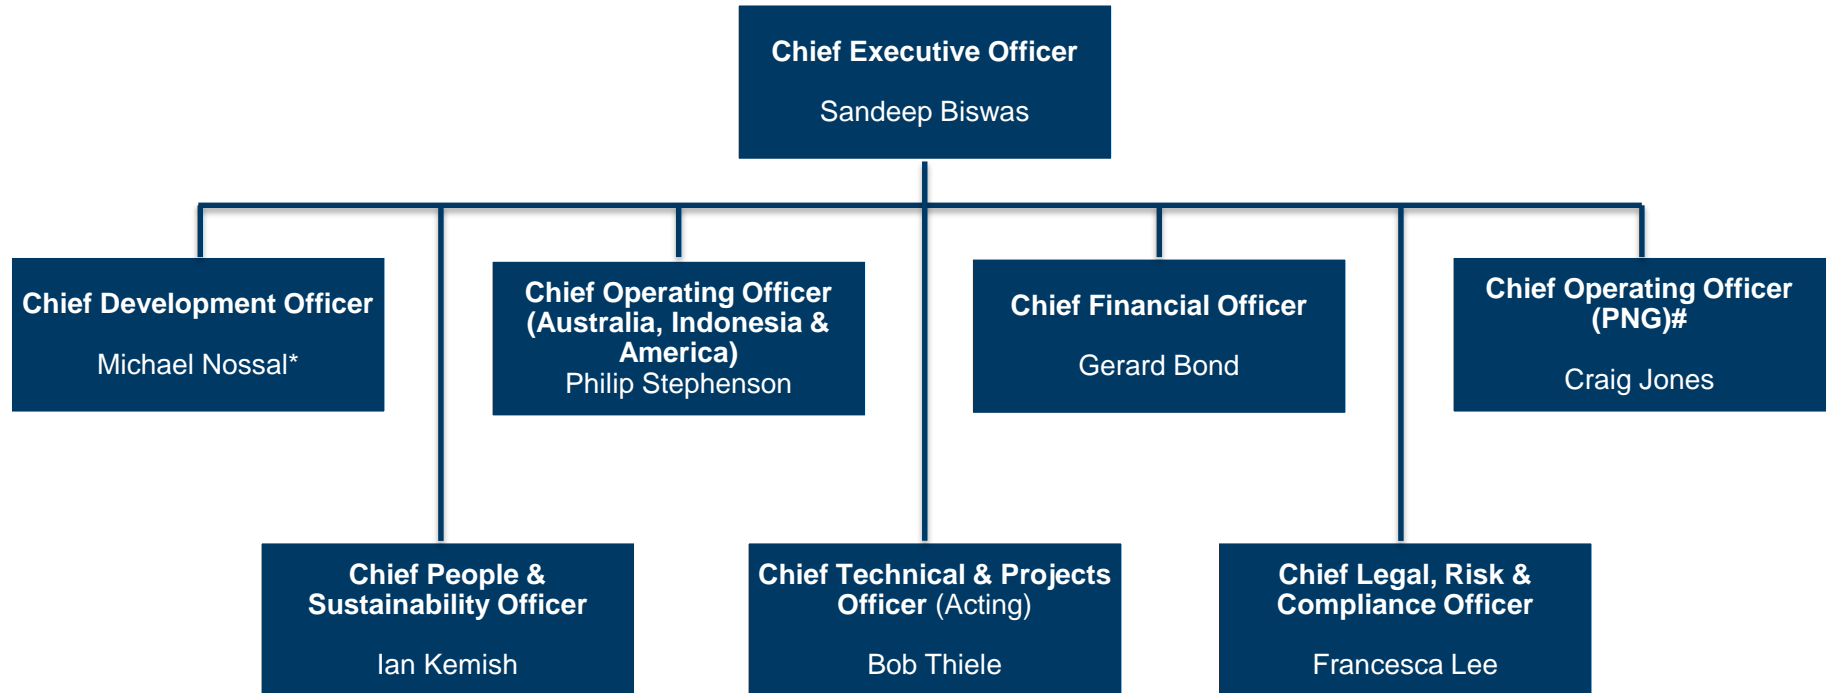 Chief Executive Officer
Sandeep Biswas
Chief Development Officer
Michael Nossal*
Chief Operating Officer
(Australia, Indonesia &
America)
Philip Stephenson
Chief Financial Officer
Gerard Bond
Chief Operating Officer
(PNG)#
Craig Jones
Chief People &
Sustainability Officer
Ian Kemish
Chief Technical & Projects
Officer (Acting)
Bob Thiele
Chief Legal, Risk &
Compliance Officer
Francesca Lee